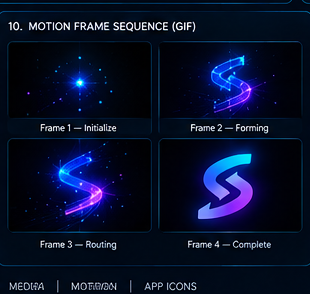 10. MOTION FRAME SEQUENCE (GIF)
Frame 1 — Initialize
Frame 2 — Forming
Frame 3 — Routing
Frame 4 — Complete
APP ICONS